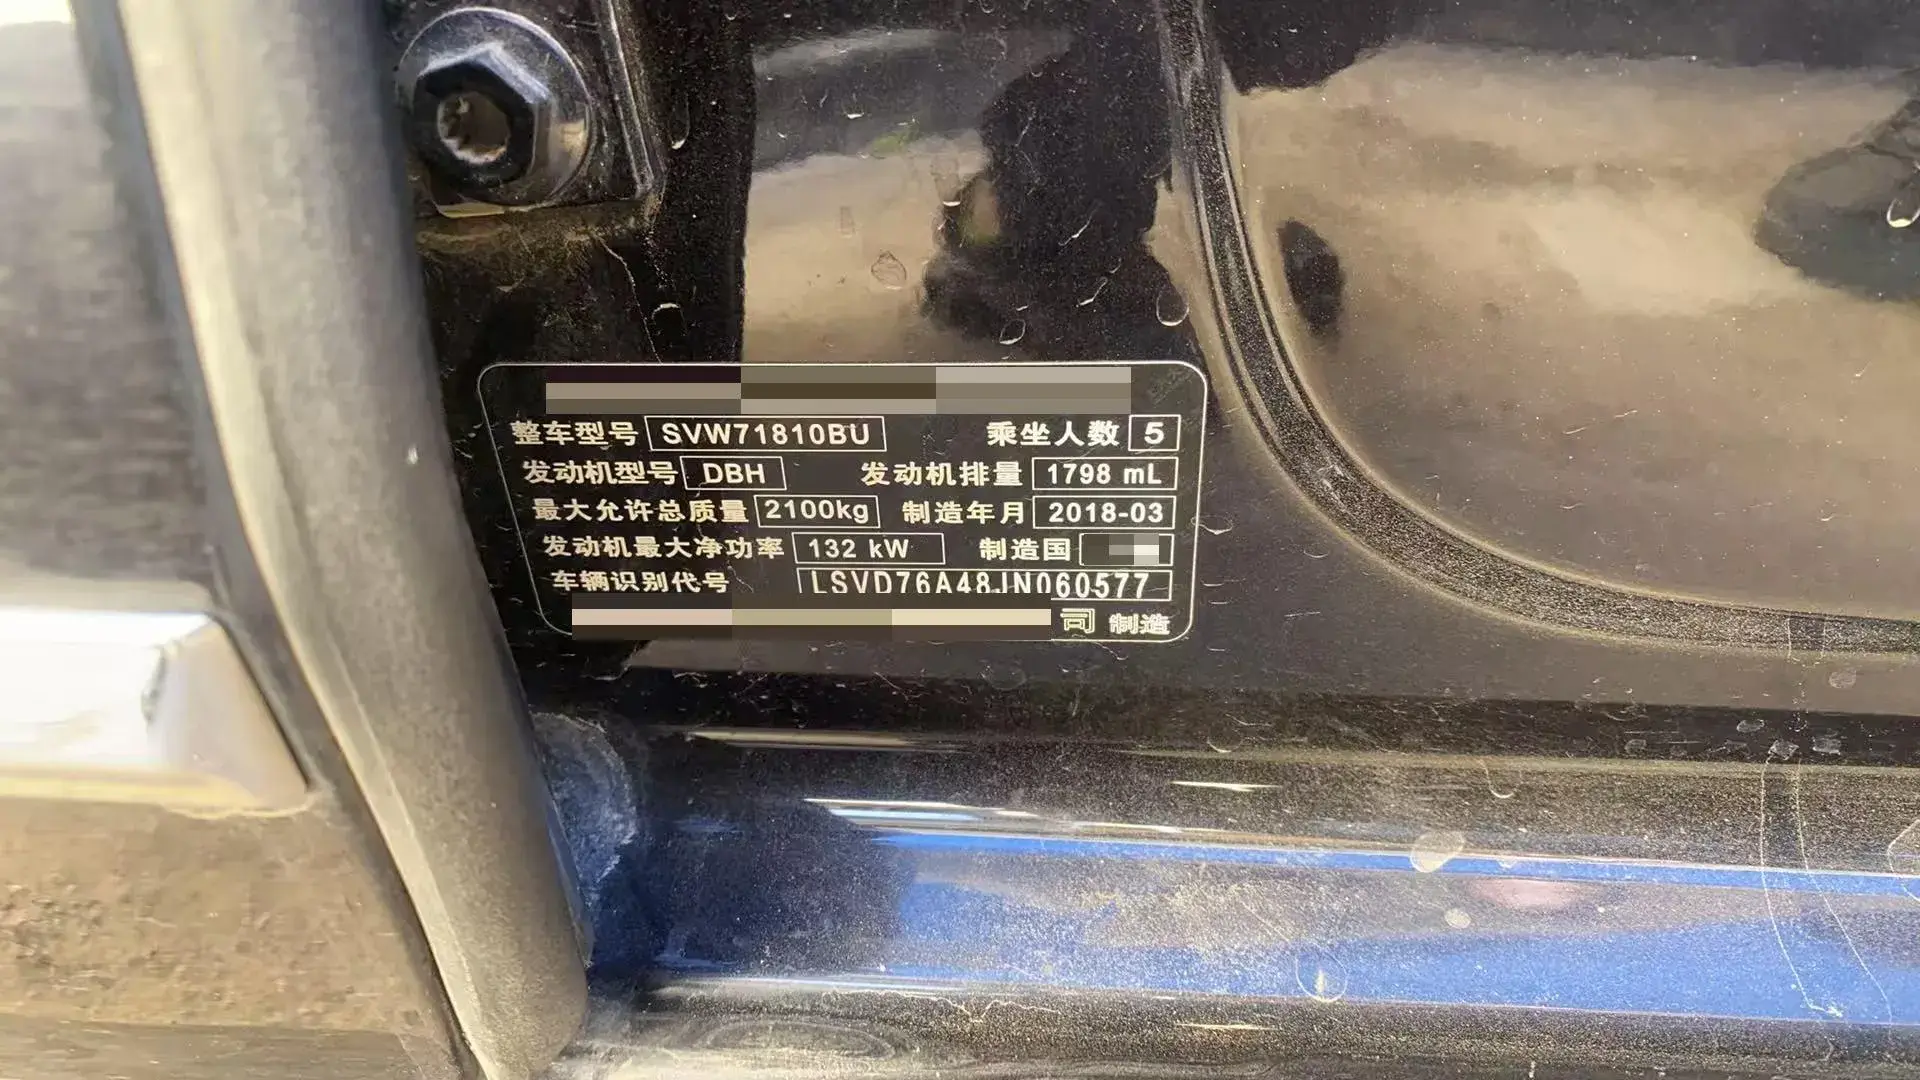 整车型号 SVW71810BU 乘坐人数 5
发动机型号 DBH 发动机排量 1798 mL
最大允许总质量 2100kg 制造年月 2018-03
发动机最大净功率 132 kW 制造国
车辆识别代号 LSVD76A48JN060577
司 制造